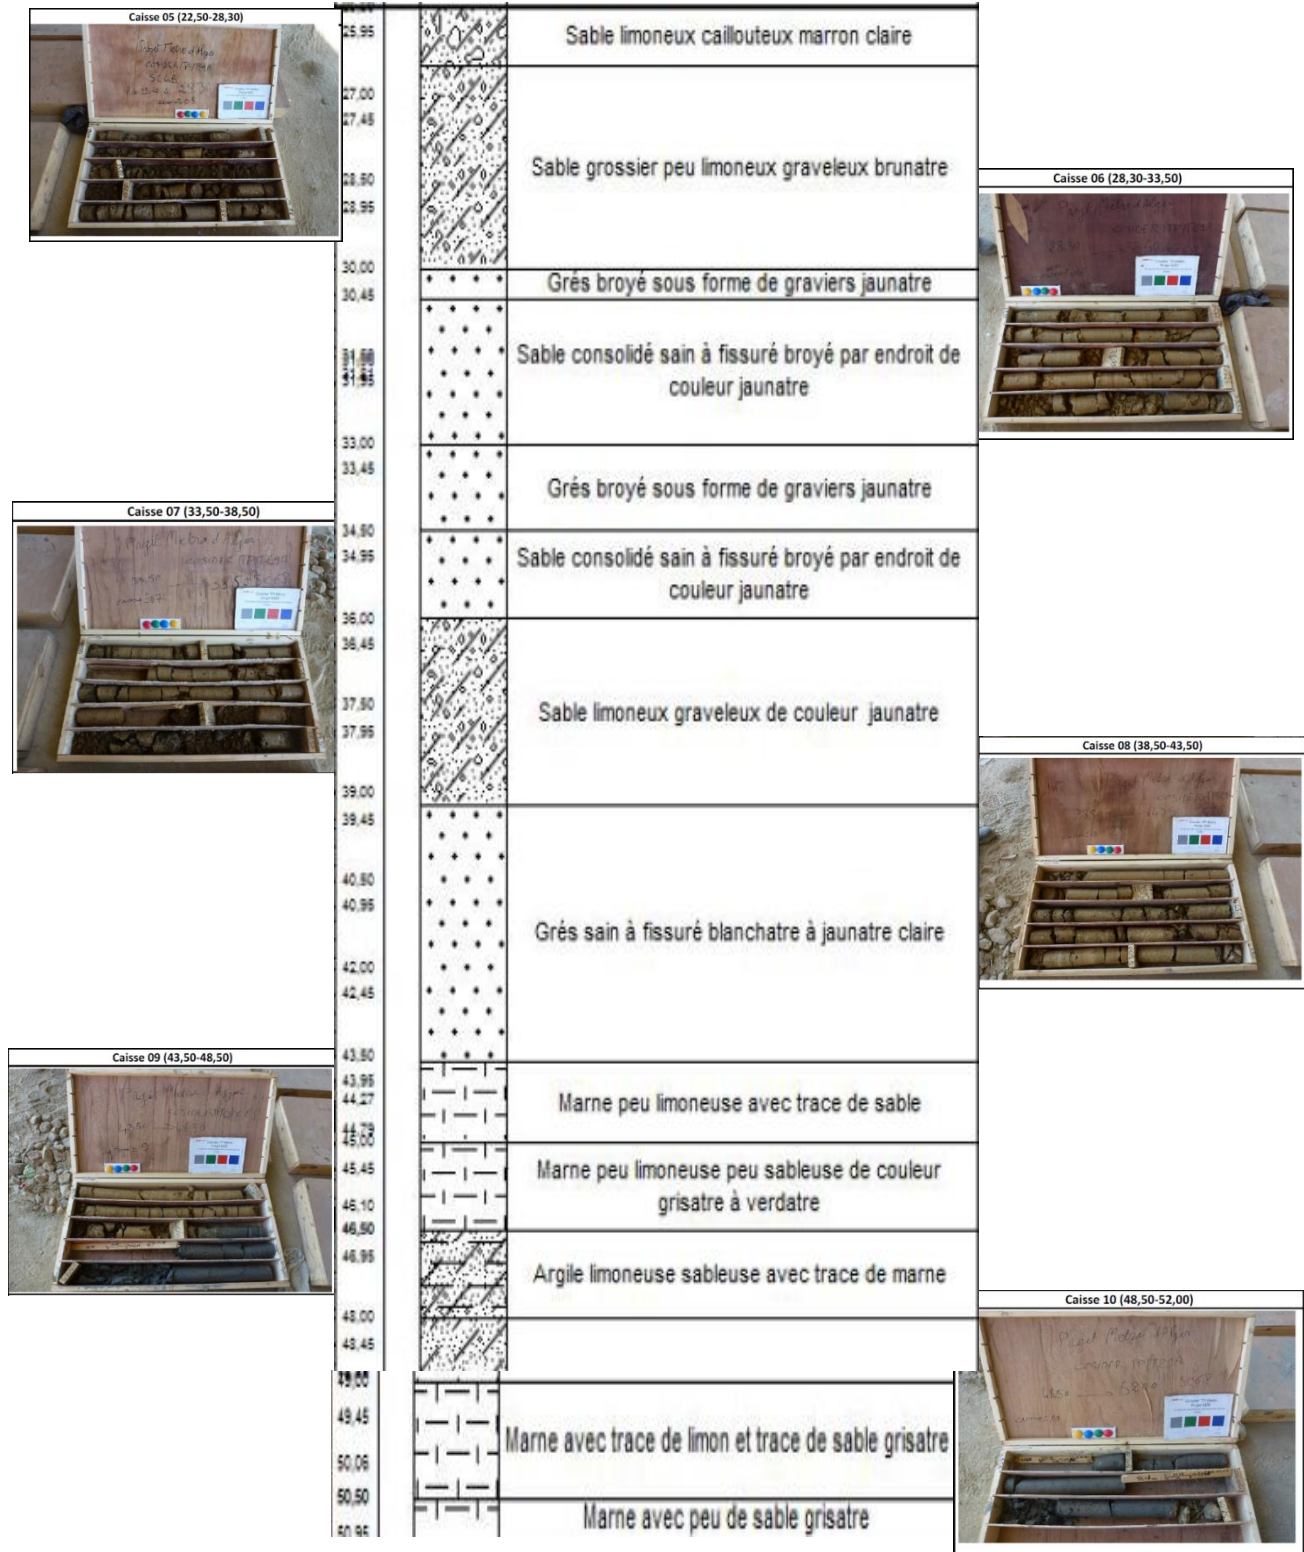 Caisse 05 (22,50-28,30)
25,95
Sable limoneux caillouteux marron claire
27,00
27,45
Sable grossier peu limoneux graveleux brunatre
28,50
28,95
Caisse 06 (28,30-33,50)
30,00
Grés broyé sous forme de graviers jaunatre
30,45
Sable consolidé sain à fissuré broyé par endroit de
couleur jaunatre
31,95
33,00
33,45
Grés broyé sous forme de graviers jaunatre
Caisse 07 (33,50-38,50)
34,50
34,95
Sable consolidé sain à fissuré broyé par endroit de
couleur jaunatre
36,00
36,45
37,50
Sable limoneux graveleux de couleur jaunatre
37,95
Caisse 08 (38,50-43,50)
39,00
39,45
40,50
40,95
Grés sain à fissuré blanchatre à jaunatre claire
42,00
42,45
43,50
Caisse 09 (43,50-48,50)
43,95
44,27
Marne peu limoneuse avec trace de sable
44,79
45,00
45,45
Marne peu limoneuse peu sableuse de couleur
grisatre à verdatre
46,10
46,50
46,95
Argile limoneuse sableuse avec trace de marne
Caisse 10 (48,50-52,00)
48,00
48,45
49,00
49,45
Marne avec trace de limon et trace de sable grisatre
50,06
50,50
Marne avec peu de sable grisatre
50,95